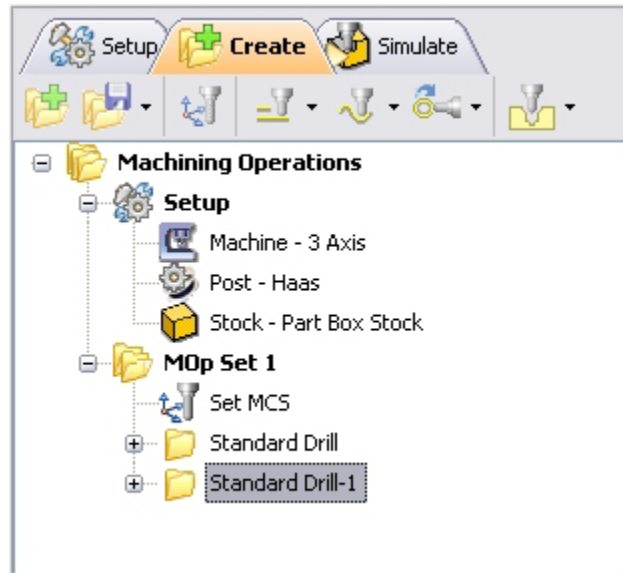 Setup Create Simulate
Machining Operations
Setup
Machine - 3 Axis
Post - Haas
Stock - Part Box Stock
MOp Set 1
Set MCS
Standard Drill
Standard Drill-1